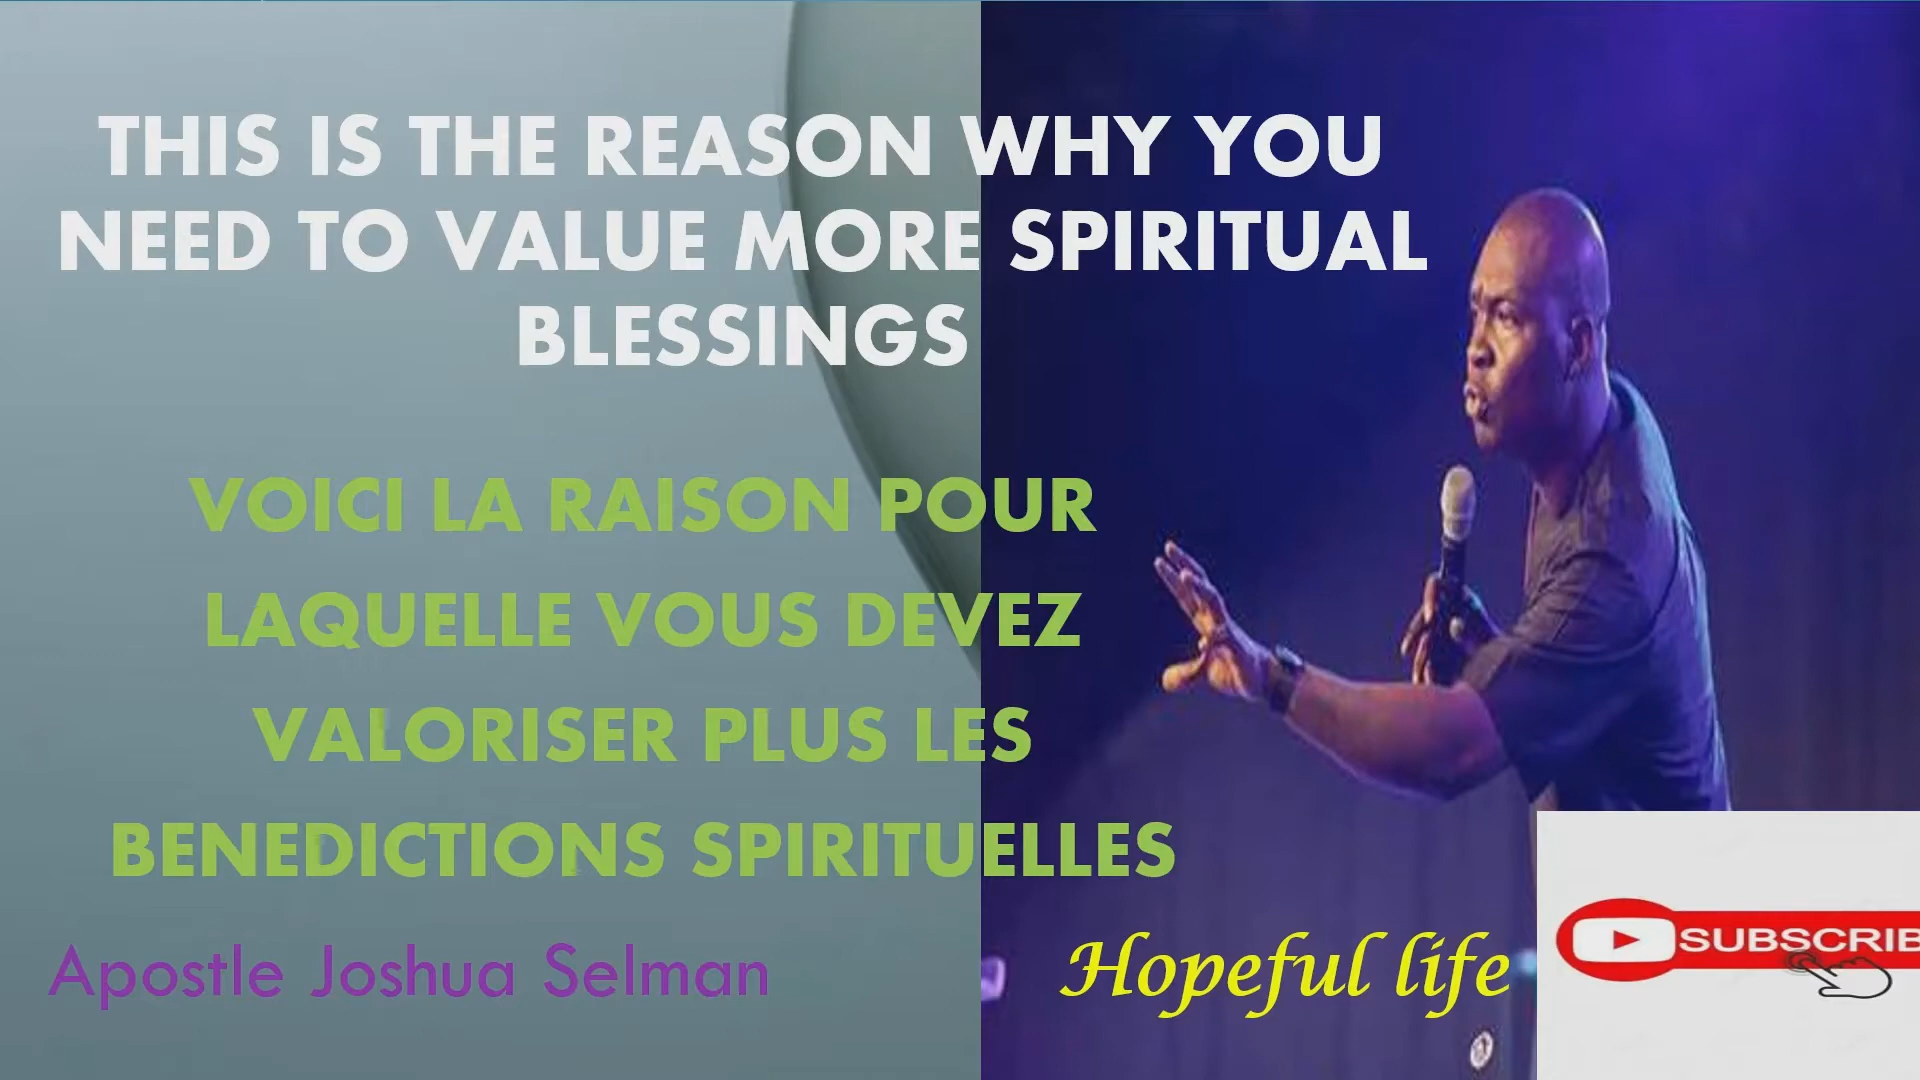 THIS IS THE REASON WHY YOU
NEED TO VALUE MORE SPIRITUAL
BLESSINGS
VOICI LA RAISON POUR
LAQUELLE VOUS DEVEZ
VALORISER PLUS LES
BENEDICTIONS SPIRITUELLES
Apostle Joshua Selman
Hopeful life
SUBSCRIB